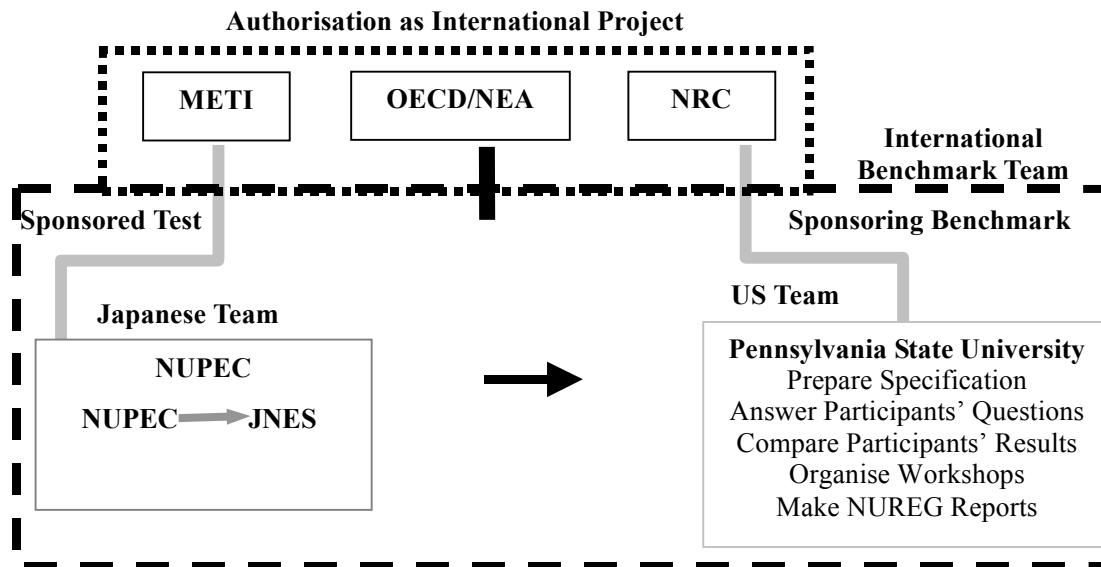 Authorisation as International Project
METI
OECD/NEA
NRC
International
Benchmark Team
Sponsored Test
Sponsoring Benchmark
Japanese Team
US Team
NUPEC
NUPEC JNES
Pennsylvania State University
Prepare Specification
Answer Participants’ Questions
Compare Participants’ Results
Organise Workshops
Make NUREG Reports